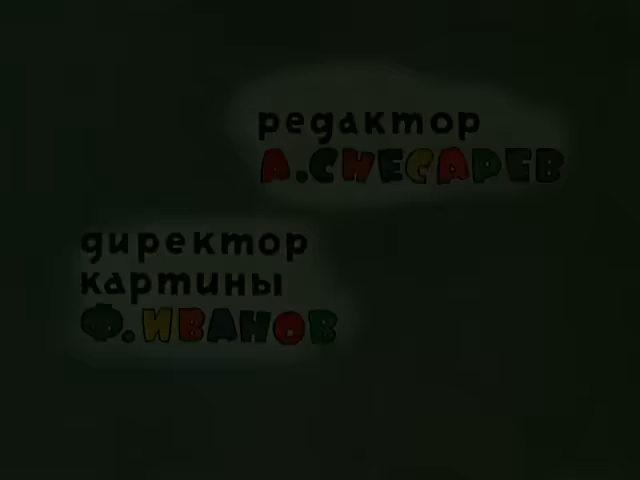 редактор
А.СНЕСАРЕВ
директор
картины
Ф.ИВАНОВ